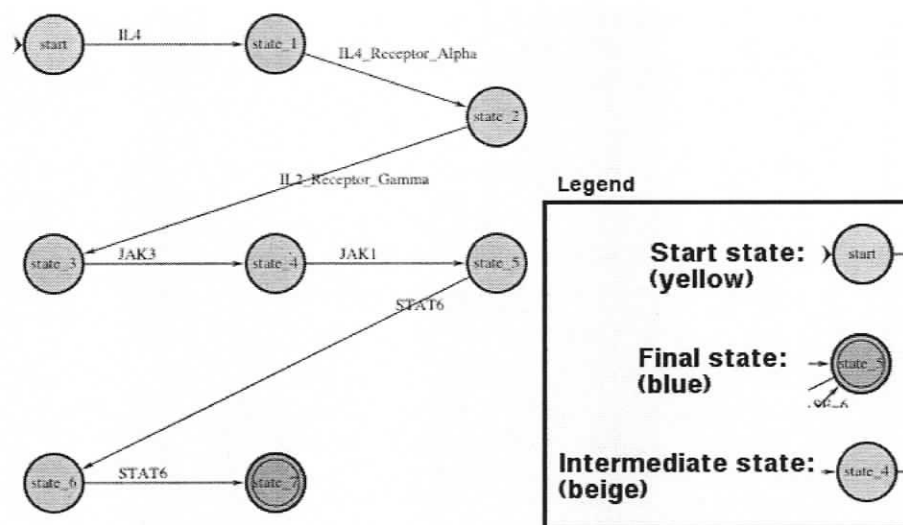 start
IL4
state_1
IL4_Receptor_Alpha
state_2
IL2_Receptor_Gamma
state_3
JAK3
state_4
JAK1
state_5
STAT6
state_6
STAT6
state_7
Legend
Start state:
(yellow)
start
Final state:
(blue)
state_5
Intermediate state:
(beige)
state_4